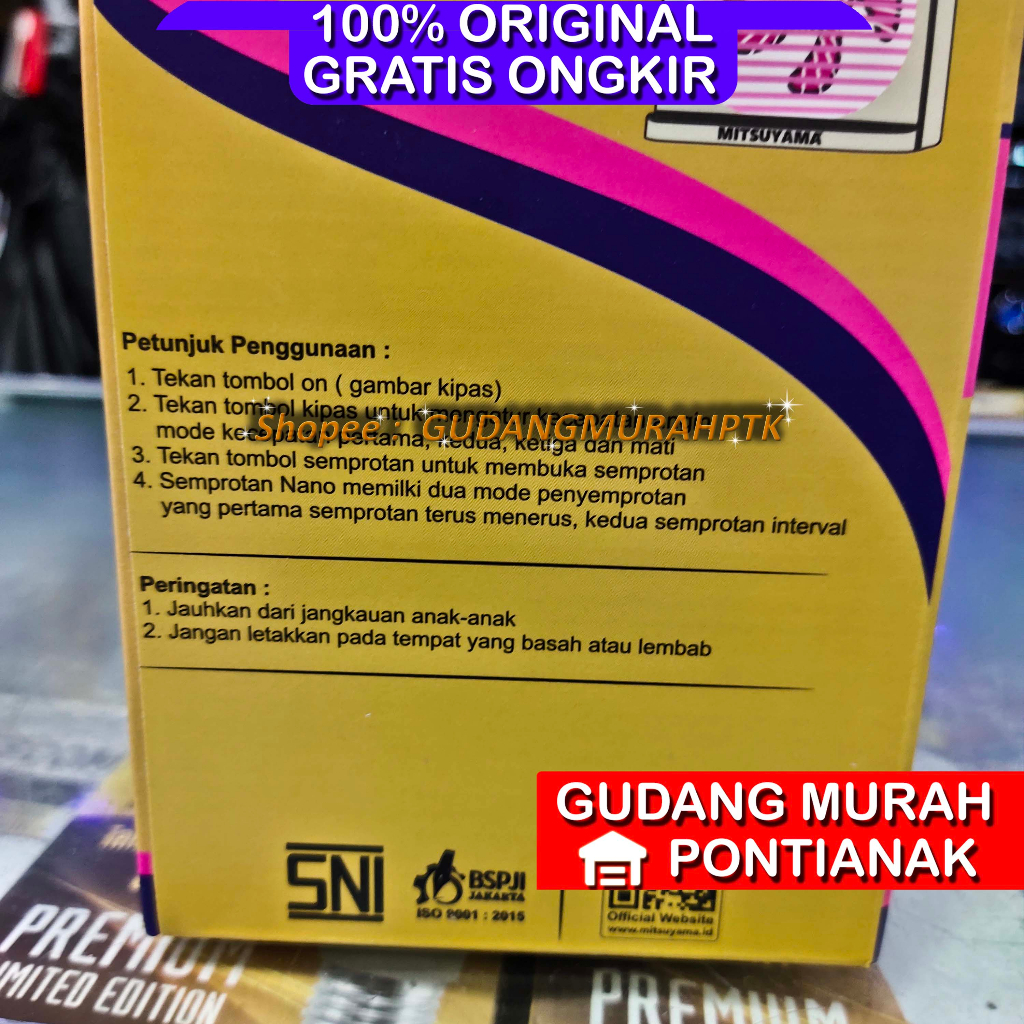 100% ORIGINAL
GRATIS ONGKIR
MITSUYAMA
Petunjuk Penggunaan :
1. Tekan tombol on ( gambar kipas)
2. Tekan tombol kipas untuk mengatur
Shopee : GUDANGMURAHPTK
mode kecepatan pertama, kedua, ketiga dan mati
3. Tekan tombol semprotan untuk membuka semprotan
4. Semprotan Nano memilki dua mode penyemprotan
yang pertama semprotan terus menerus, kedua semprotan interval
Peringatan :
1. Jauhkan dari jangkauan anak-anak
2. Jangan letakkan pada tempat yang basah atau lembab
GUDANG MURAH
PONTIANAK
SNI
BSPJI
JAKARTA
ISO 9001 : 2015
Official Website
www.mitsuyama.id
PREMIUM
LIMITED EDITION
PREMIUM